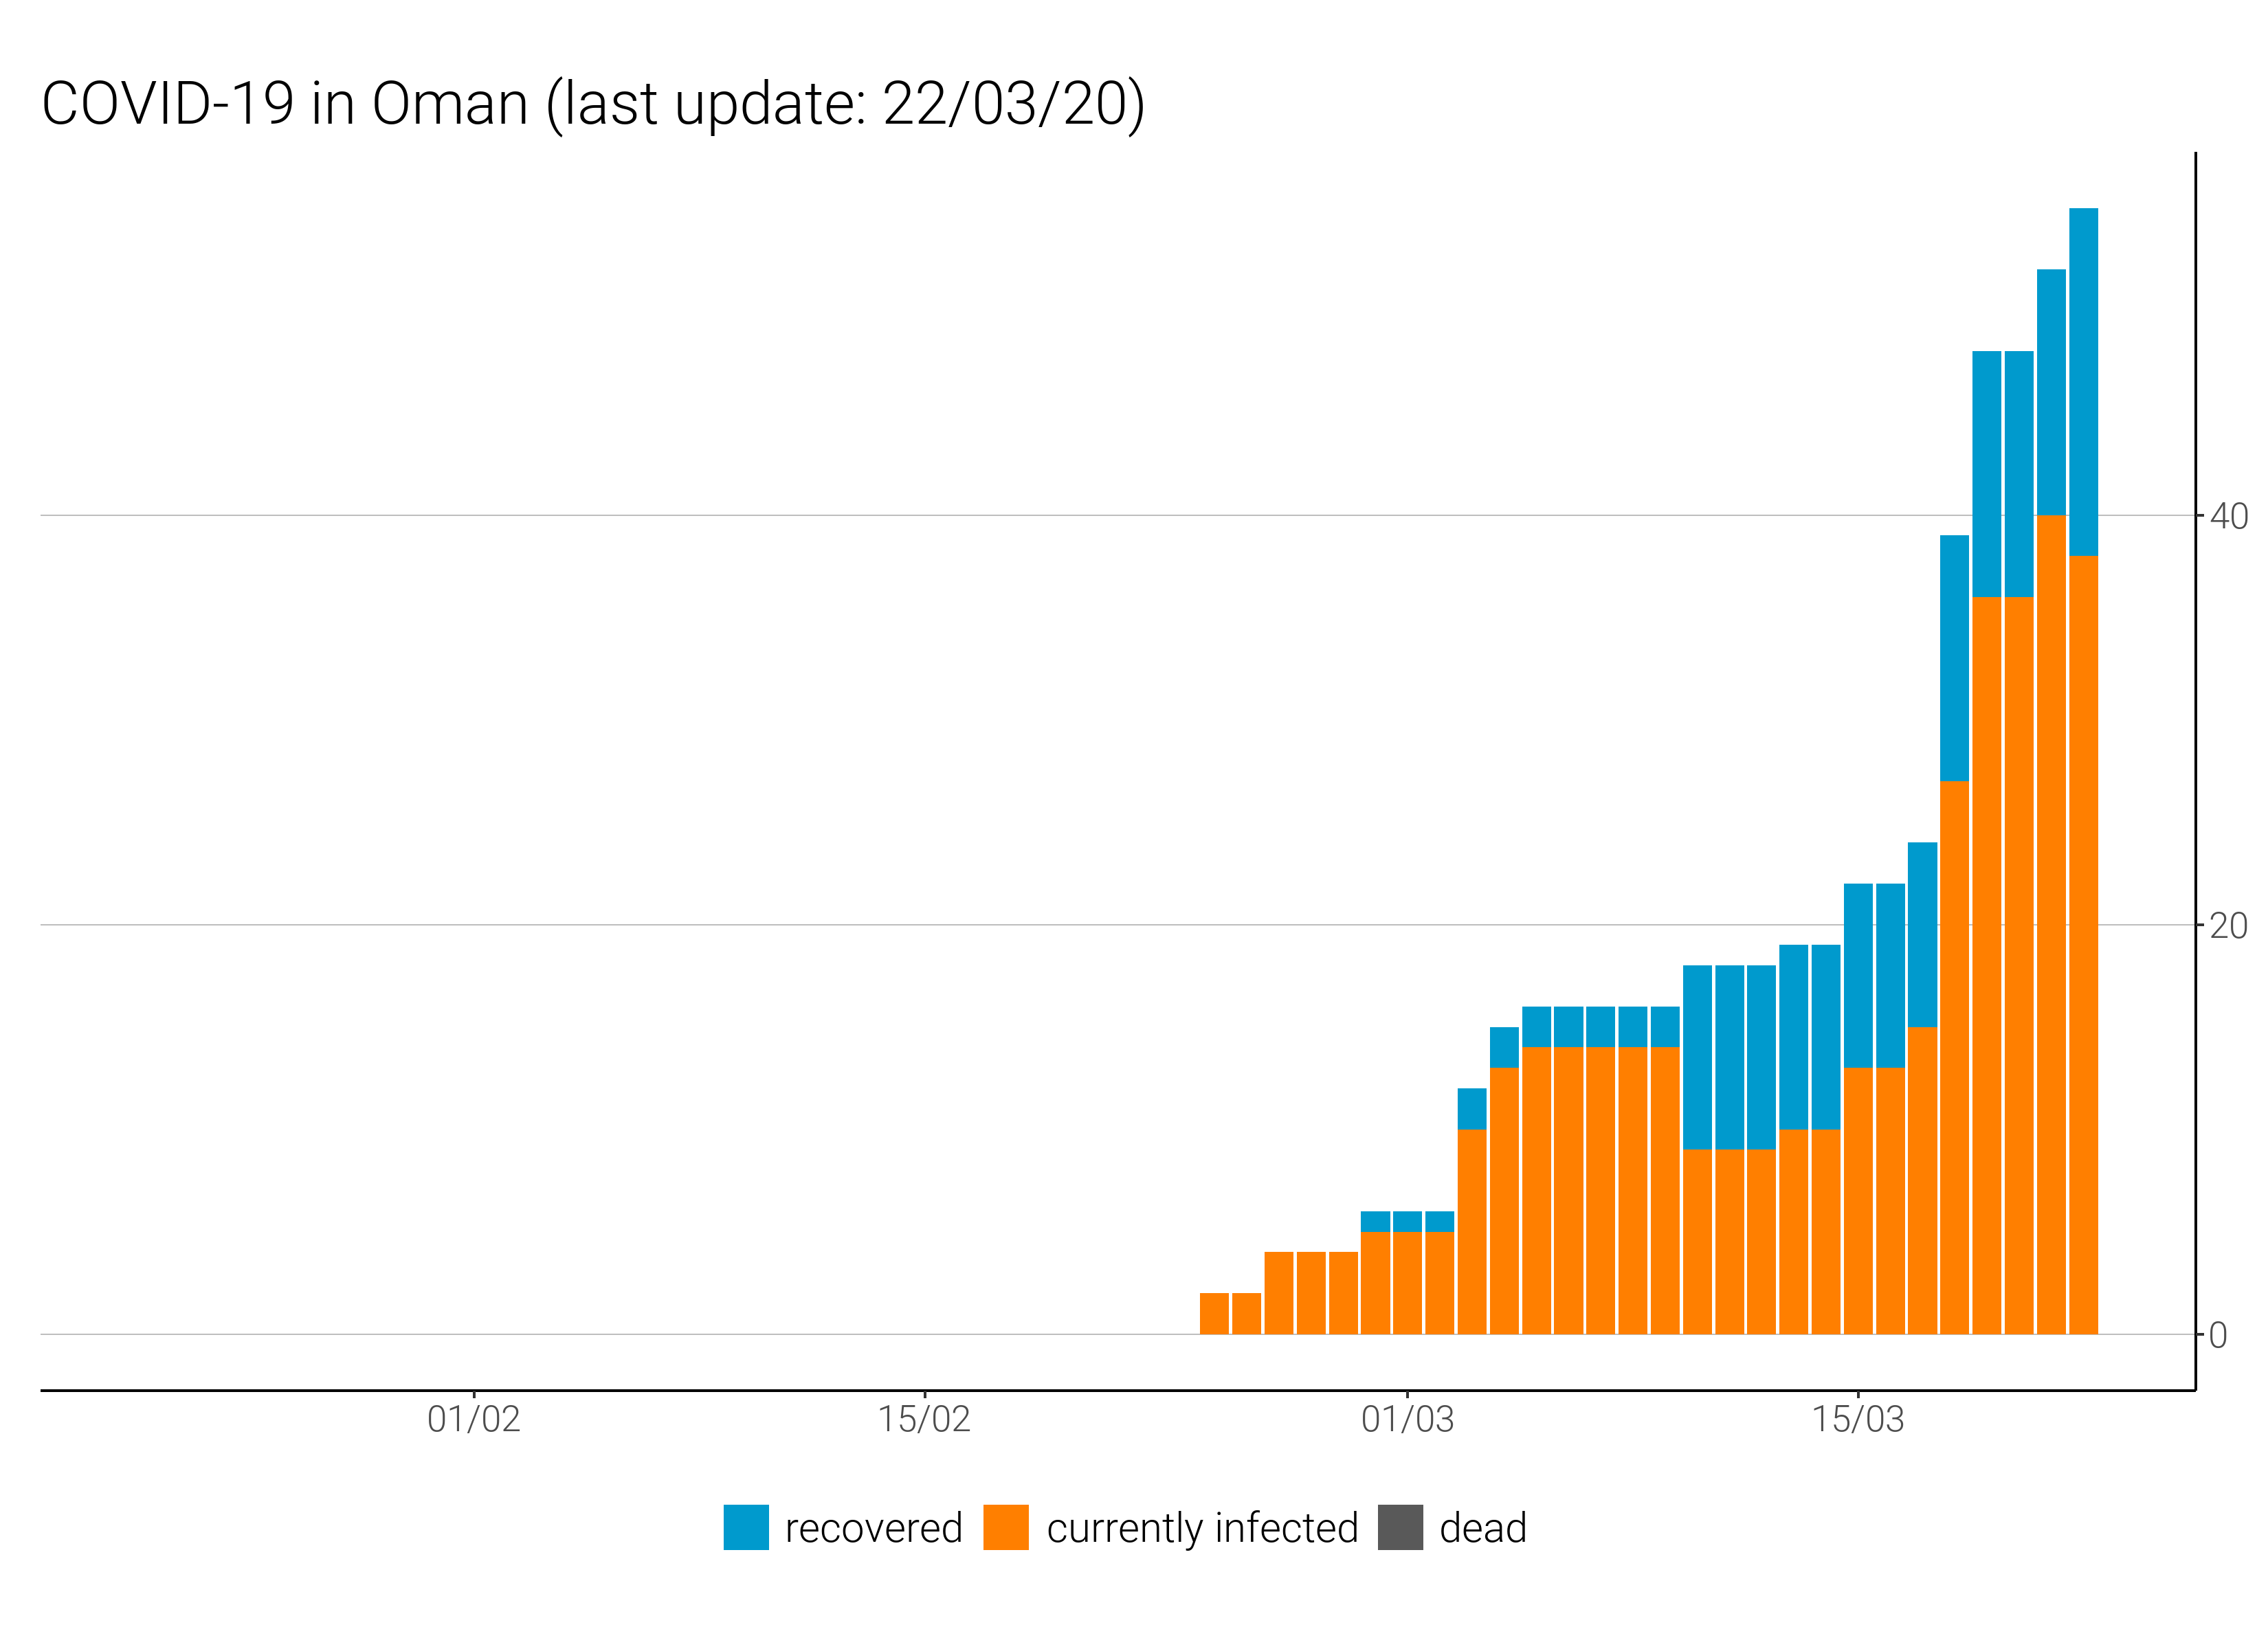 COVID-19 in Oman (last update: 22/03/20)
40
20
0
01/02 15/02 01/03 15/03
recovered currently infected dead